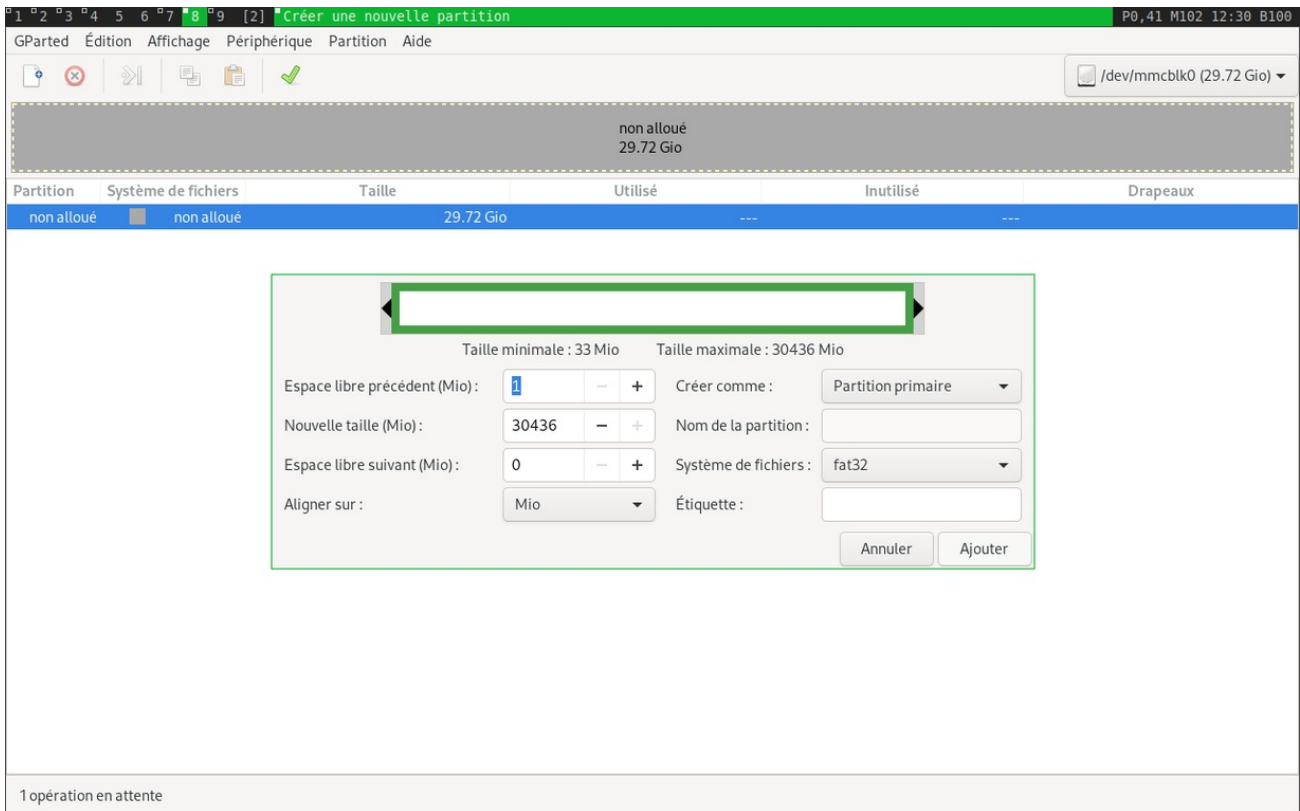 1 2 3 4 5 6 7 8 9 [2] Créer une nouvelle partition P0,41 M102 12:30 B100
GParted Édition Affichage Périphérique Partition Aide
/dev/mmcblk0 (29.72 Gio)
non alloué
29.72 Gio
Partition Système de fichiers Taille Utilisé Inutilisé Drapeaux
non alloué non alloué 29.72 Gio --- ---
Taille minimale : 33 Mio Taille maximale : 30436 Mio
Espace libre précédent (Mio) : 1 − + Créer comme : Partition primaire
Nouvelle taille (Mio) : 30436 − + Nom de la partition :
Espace libre suivant (Mio) : 0 − + Système de fichiers : fat32
Aligner sur : Mio Étiquette :
Annuler Ajouter
1 opération en attente